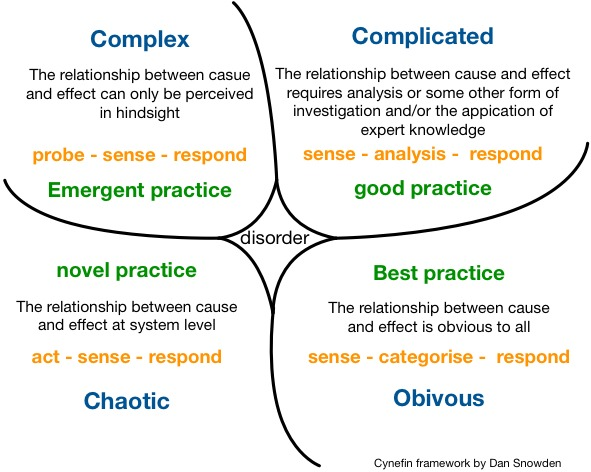 Complex
The relationship between casue
and effect can only be perceived
in hindsight
probe - sense - respond
Emergent practice
Complicated
The relationship between cause and effect
requires analysis or some other form of
investigation and/or the appication of
expert knowledge
sense - analysis - respond
good practice
disorder
novel practice
The relationship between cause
and effect at system level
act - sense - respond
Chaotic
Best practice
The relationship between cause
and effect is obvious to all
sense - categorise - respond
Obivous
Cynefin framework by Dan Snowden